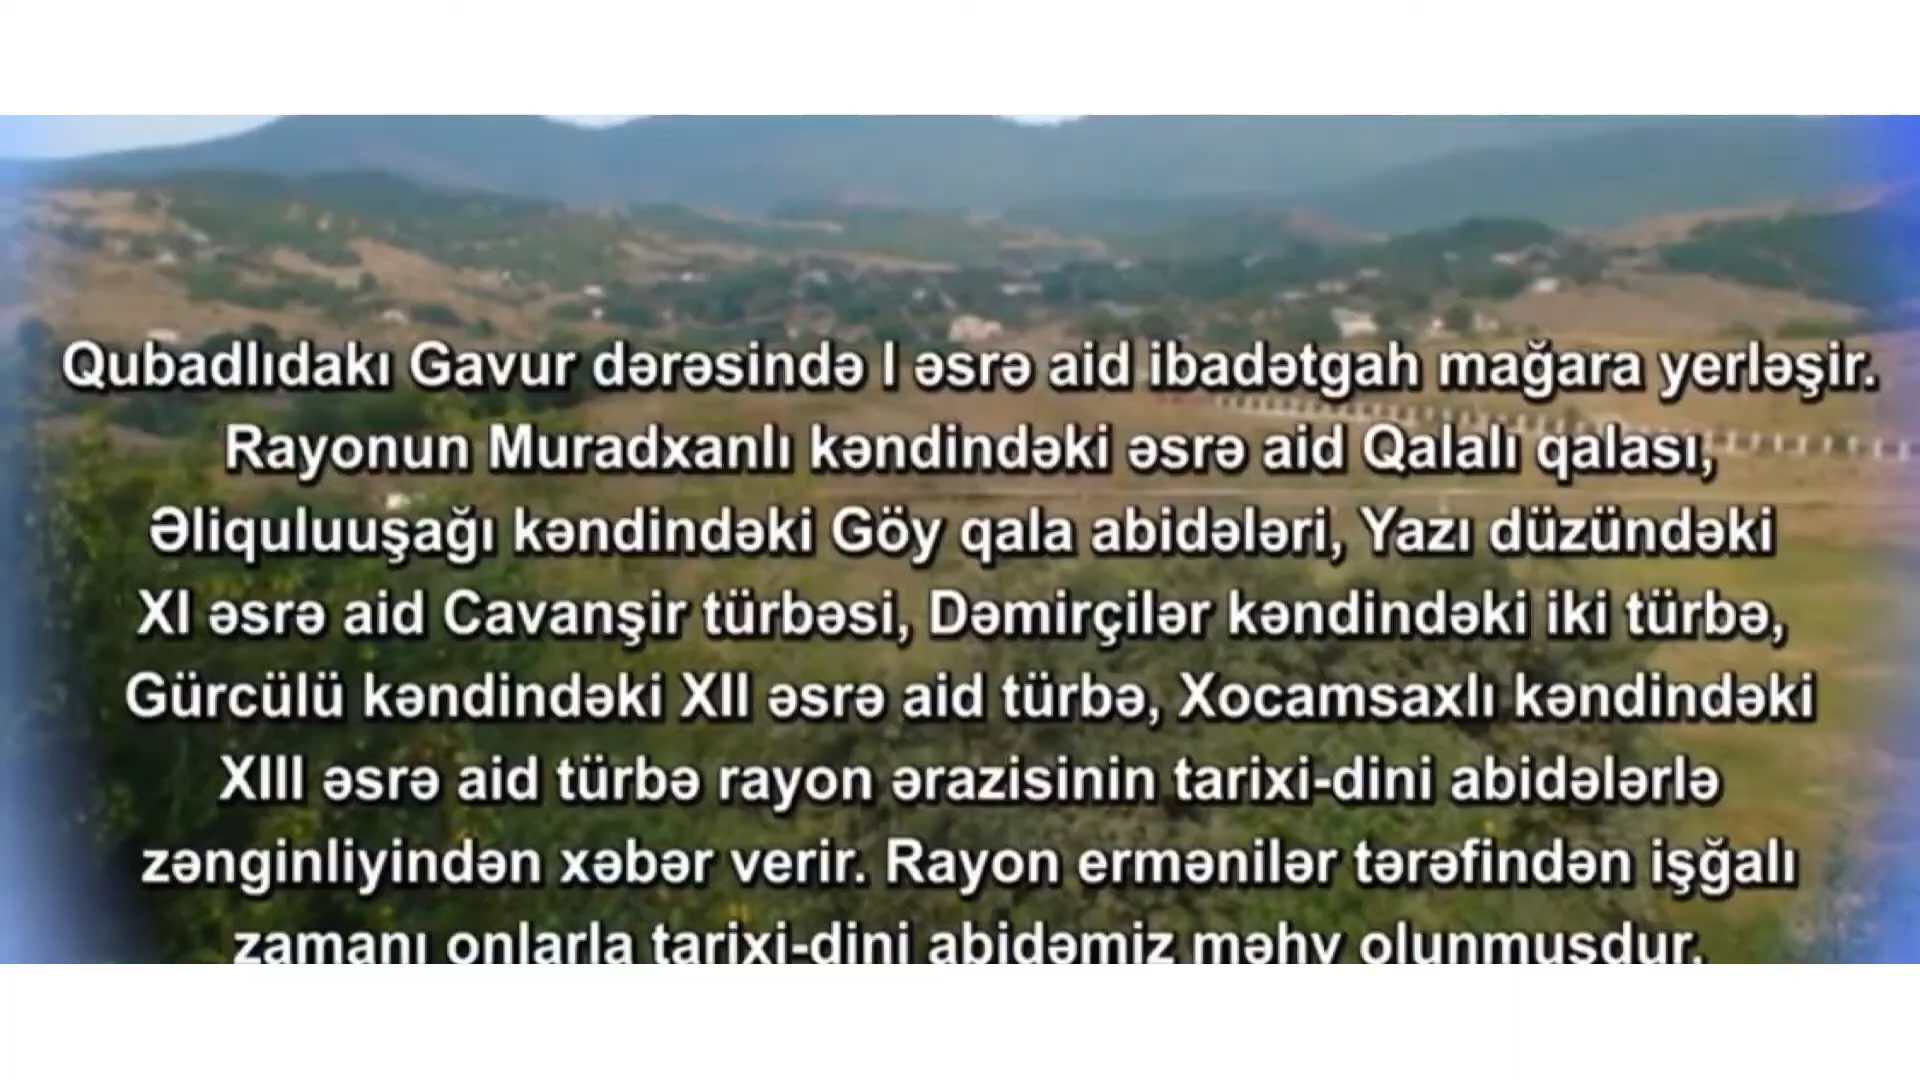 Qubadlıdakı Gavur dərəsində I əsrə aid ibadətgah mağara yerləşir.
Rayonun Muradxanlı kəndindəki əsrə aid Qalalı qalası,
Əliquluuşağı kəndindəki Göy qala abidələri, Yazı düzündəki
XI əsrə aid Cavanşir türbəsi, Dəmirçilər kəndindəki iki türbə,
Gürcülü kəndindəki XII əsrə aid türbə, Xocamsaxlı kəndindəki
XIII əsrə aid türbə rayon ərazisinin tarixi-dini abidələrlə
zənginliyindən xəbər verir. Rayon ermənilər tərəfindən işğalı
zamanı onlarla tarixi-dini abidəmiz məhv olunmuşdur.